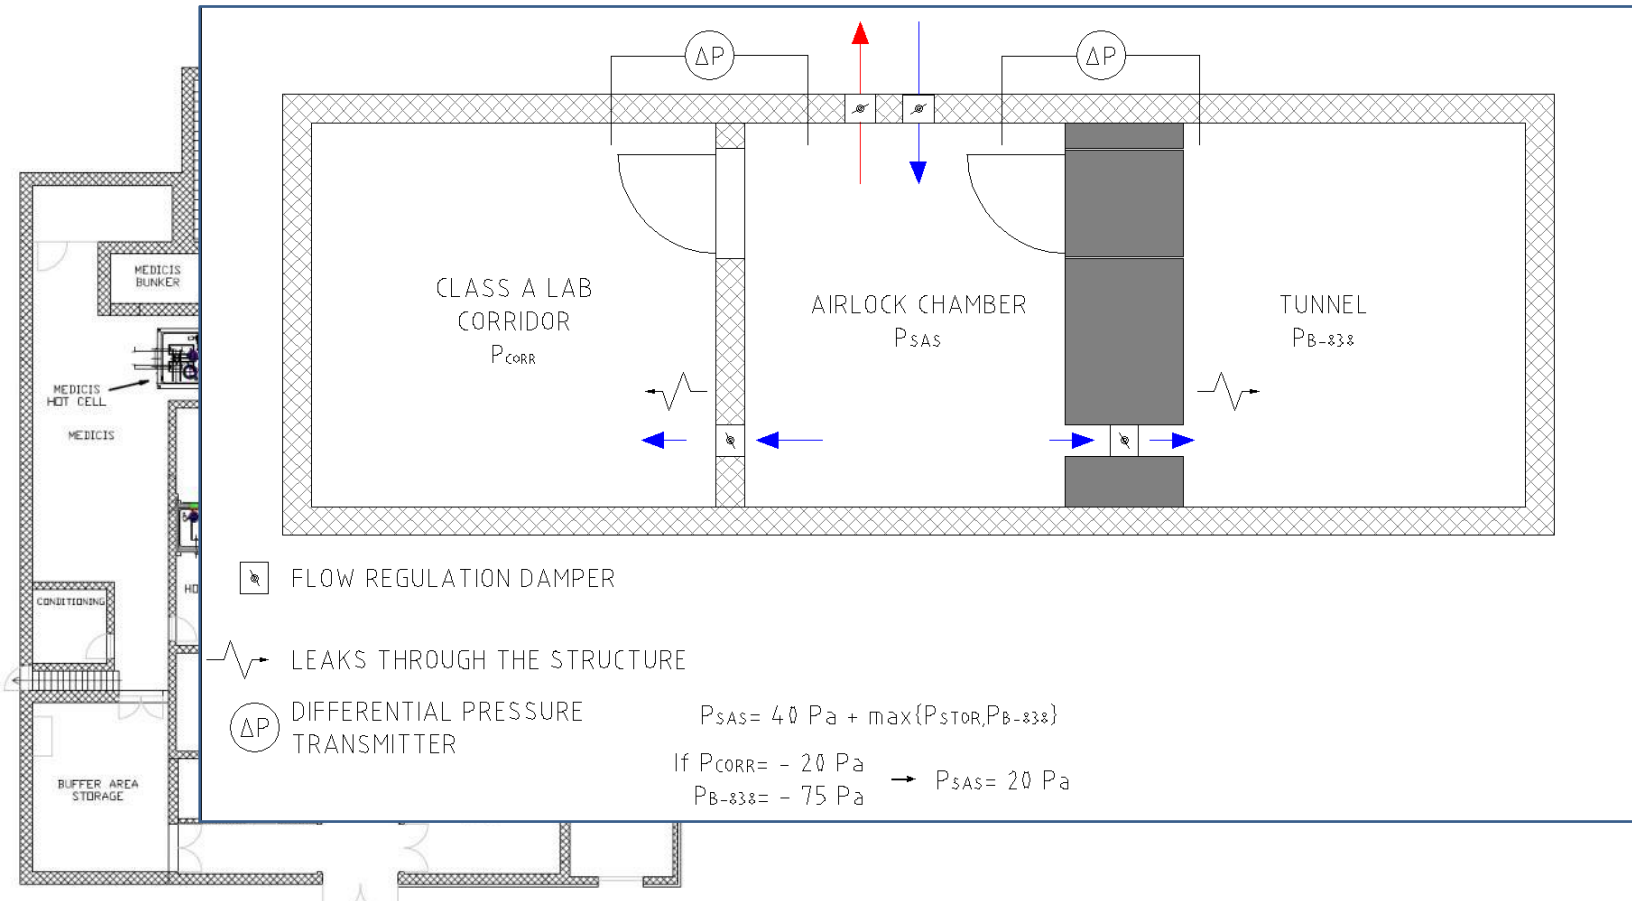 ΔP
ΔP
CLASS A LAB
CORRIDOR
PCORR
AIRLOCK CHAMBER
PSAS
TUNNEL
PB-838
MEDICIS
BUNKER
MEDICIS
HOT CELL
MEDICIS
CONDITIONING
HO
BUFFER AREA
STORAGE
FLOW REGULATION DAMPER
LEAKS THROUGH THE STRUCTURE
ΔP
DIFFERENTIAL PRESSURE
TRANSMITTER
PSAS= 40 Pa + max{PSTOR,PB-838}
If PCORR= - 20 Pa
PB-838= - 75 Pa
→ PSAS= 20 Pa